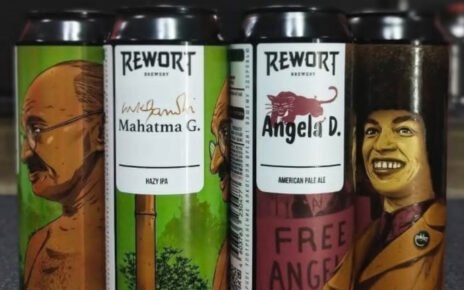 REWORT
BREWERY
Mahatma G.
HAZY IPA
REWORT
BREWERY
Angela D.
AMERICAN PALE ALE
FREE
ANGEL